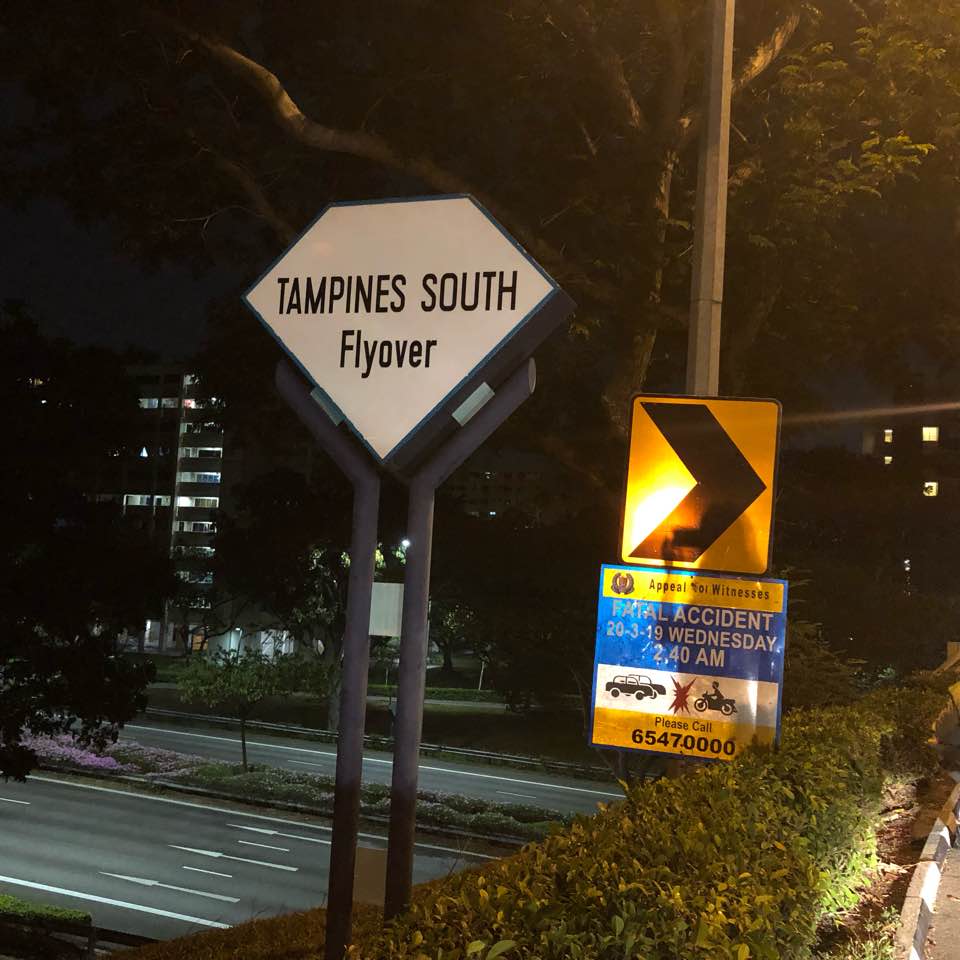 TAMPINES SOUTH
Flyover
Appeal For Witnesses
FATAL ACCIDENT
20-3-19 WEDNESDAY
2.40 AM
Please Call
65470000